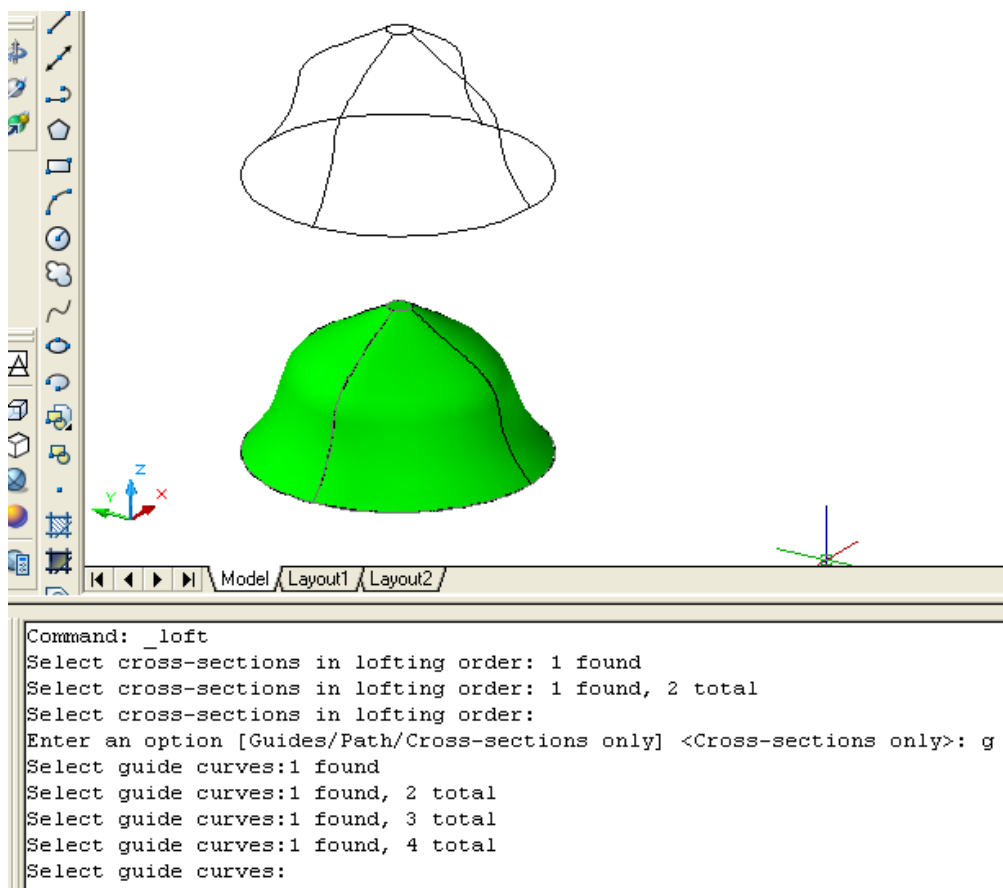 A
Z
Y
X
Model Layout1 Layout2
Command: _loft
Select cross-sections in lofting order: 1 found
Select cross-sections in lofting order: 1 found, 2 total
Select cross-sections in lofting order:
Enter an option [Guides/Path/Cross-sections only] <Cross-sections only>: g
Select guide curves:1 found
Select guide curves:1 found, 2 total
Select guide curves:1 found, 3 total
Select guide curves:1 found, 4 total
Select guide curves: